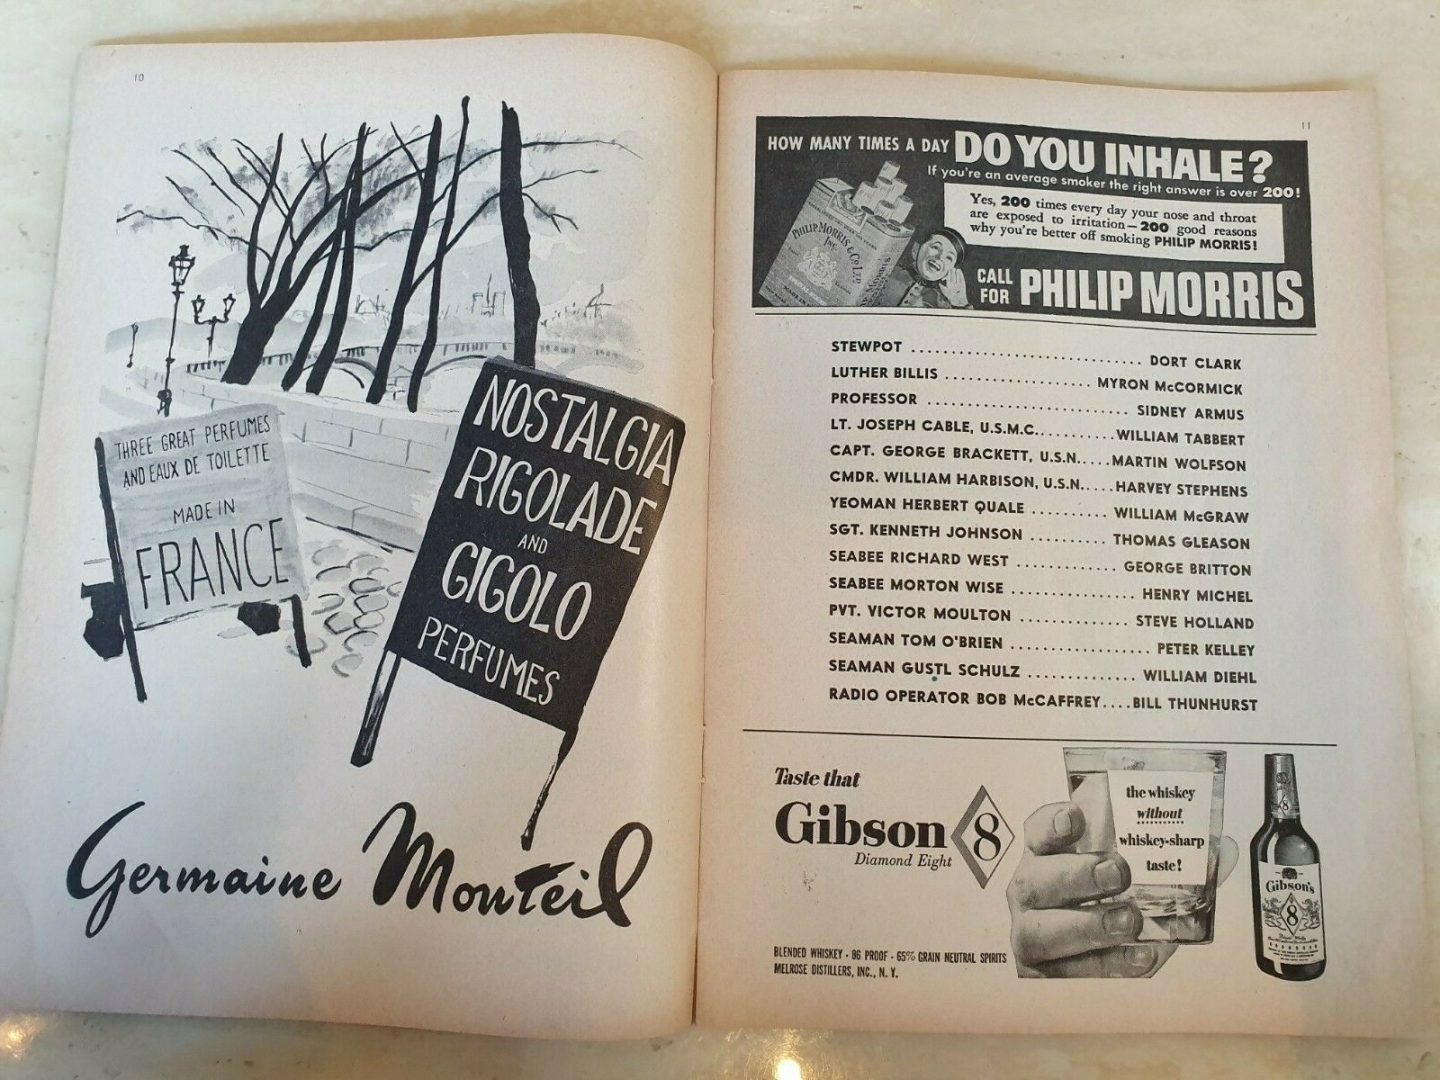 10
THREE GREAT PERFUMES
AND EAUX DE TOILETTE
MADE IN
FRANCE
NOSTALGIA
RIGOLADE
AND
GIGOLO
PERFUMES
Germaine Monteil
11
HOW MANY TIMES A DAY DO YOU INHALE?
If you're an average smoker the right answer is over 200!
Yes, 200 times every day your nose and throat
are exposed to irritation—200 good reasons
why you're better off smoking PHILIP MORRIS!
PHILIP MORRIS & CO. LTD.
INC.
CALL
FOR PHILIP MORRIS
STEWPOT ............................. DORT CLARK
LUTHER BILLIS .................. MYRON McCORMICK
PROFESSOR ............................. SIDNEY ARMUS
LT. JOSEPH CABLE, U.S.M.C..........WILLIAM TABBERT
CAPT. GEORGE BRACKETT, U.S.N.....MARTIN WOLFSON
CMDR. WILLIAM HARBISON, U.S.N.....HARVEY STEPHENS
YEOMAN HERBERT QUALE .......... WILLIAM McGRAW
SGT. KENNETH JOHNSON .......... THOMAS GLEASON
SEABEE RICHARD WEST ............. GEORGE BRITTON
SEABEE MORTON WISE ................. HENRY MICHEL
PVT. VICTOR MOULTON .............. STEVE HOLLAND
SEAMAN TOM O'BRIEN .................. PETER KELLEY
SEAMAN GUSTL SCHULZ .............. WILLIAM DIEHL
RADIO OPERATOR BOB McCAFFREY....BILL THUNHURST
Taste that
Gibson 8
Diamond Eight
the whiskey
without
whiskey-sharp
taste!
8
Gibson's
8
BLENDED WHISKEY · 86 PROOF · 65% GRAIN NEUTRAL SPIRITS
MELROSE DISTILLERS, INC., N. Y.